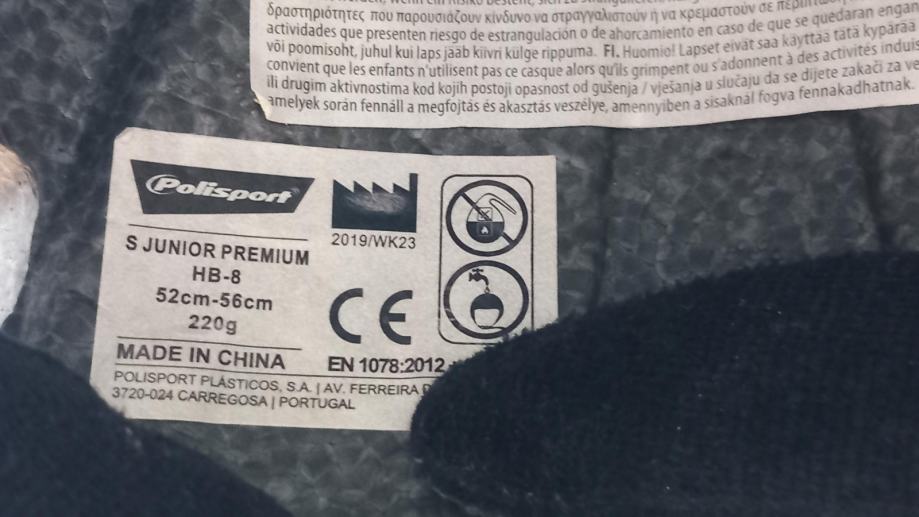 δραστηριότητες που παρουσιάζουν κίνδυνο να στραγγαλιστούν ή να κρεμαστούν σε
actividades que presenten riesgo de estrangulación o de ahorcamiento en caso de que se quedaran
või poomisoht, juhul kui laps jääb kiivri külge rippuma. FI. Huomio! Lapset eivät saa käyttää tätä kypärää
convient que les enfants n'utilisent pas ce casque alors qu'ils grimpent ou s'adonnent à des activités
ili drugim aktivnostima kod kojih postoji opasnost od gušenja / vješanja u slučaju da se dijete zakači za
amelyek során fennáll a megfojtás és akasztás veszélye, amennyiben a sisaknál fogva fennakadhatnak.
Polisport
S JUNIOR PREMIUM
HB-8
52cm-56cm
220g
MADE IN CHINA
2019/WK23
CE
EN 1078:2012
POLISPORT PLÁSTICOS, S.A. | AV. FERREIRA
3720-024 CARREGOSA | PORTUGAL